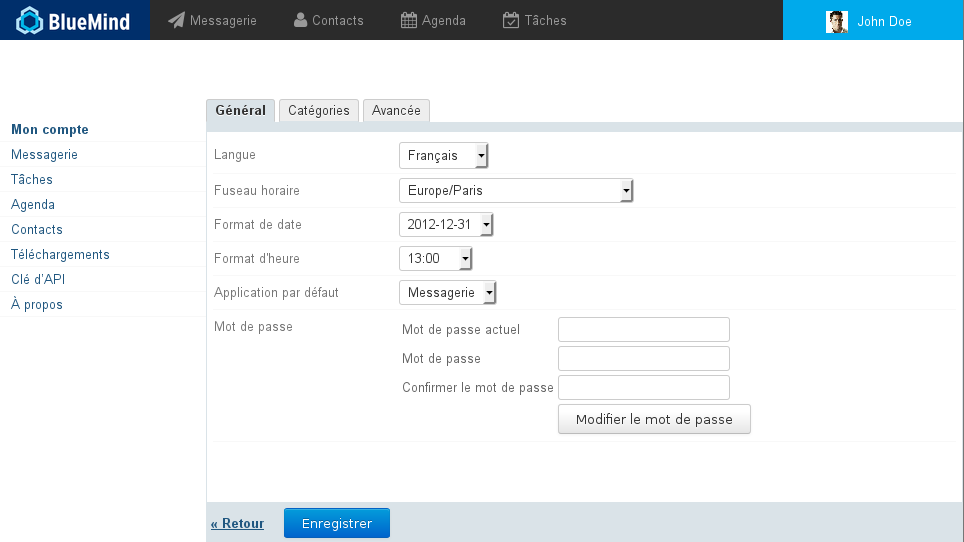 BlueMind Messagerie Contacts Agenda Tâches John Doe
Général Catégories Avancée
Mon compte
Messagerie
Tâches
Agenda
Contacts
Téléchargements
Clé d'API
À propos
Langue Français
Fuseau horaire Europe/Paris
Format de date 2012-12-31
Format d'heure 13:00
Application par défaut Messagerie
Mot de passe Mot de passe actuel
Mot de passe
Confirmer le mot de passe
Modifier le mot de passe
« Retour Enregistrer